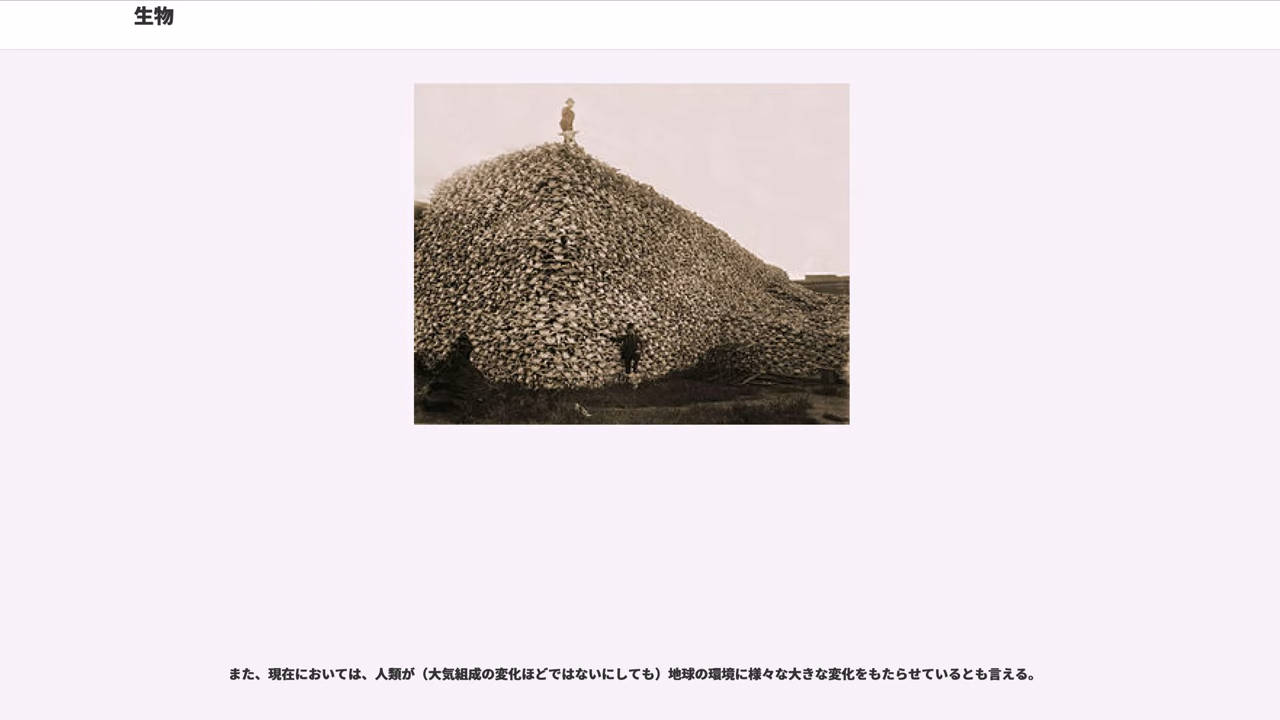 生物
また、現在においては、人類が（大気組成の変化ほどではないにしても）地球の環境に様々な大きな変化をもたらせているとも言える。